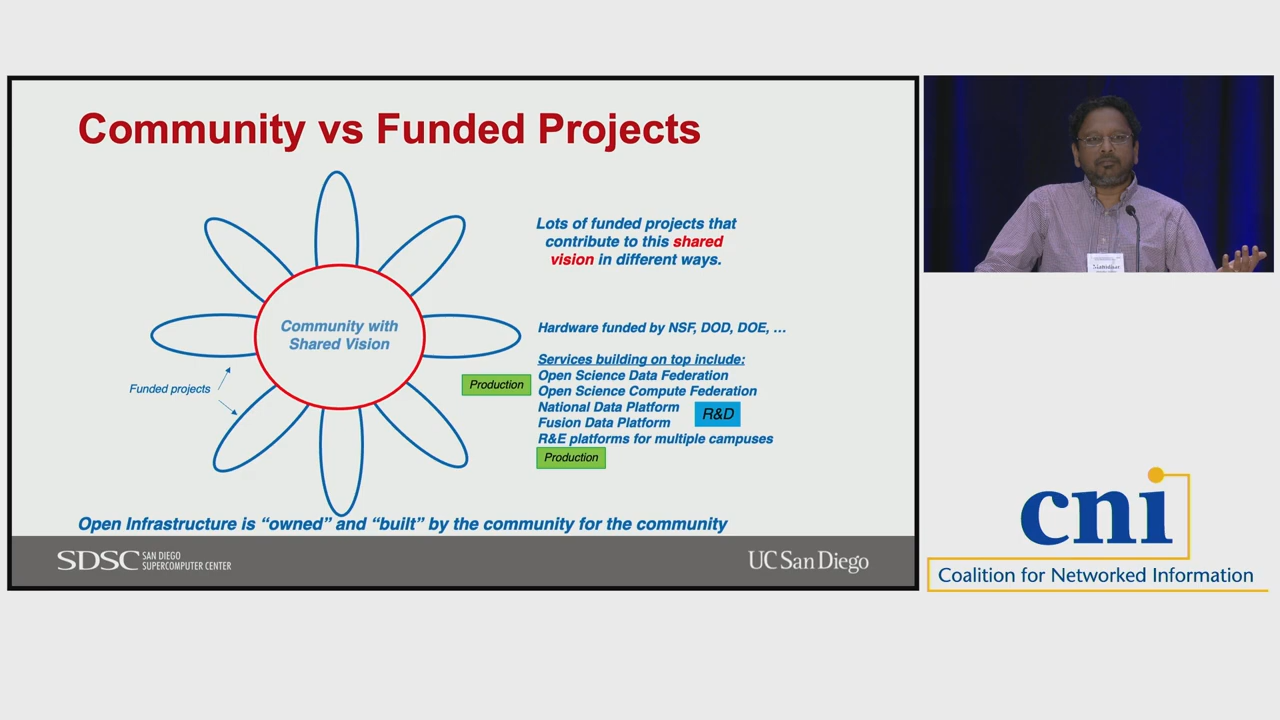 Community vs Funded Projects
Lots of funded projects that
contribute to this shared
vision in different ways.
Community with
Shared Vision
Hardware funded by NSF, DOD, DOE, …
Services building on top include:
Open Science Data Federation
Production
Open Science Compute Federation
Funded projects
National Data Platform
R&D
Fusion Data Platform
R&E platforms for multiple campuses
Production
Open Infrastructure is “owned” and “built” by the community for the community
SDSC SAN DIEGO
SUPERCOMPUTER CENTER
UC San Diego
cni
Coalition for Networked Information